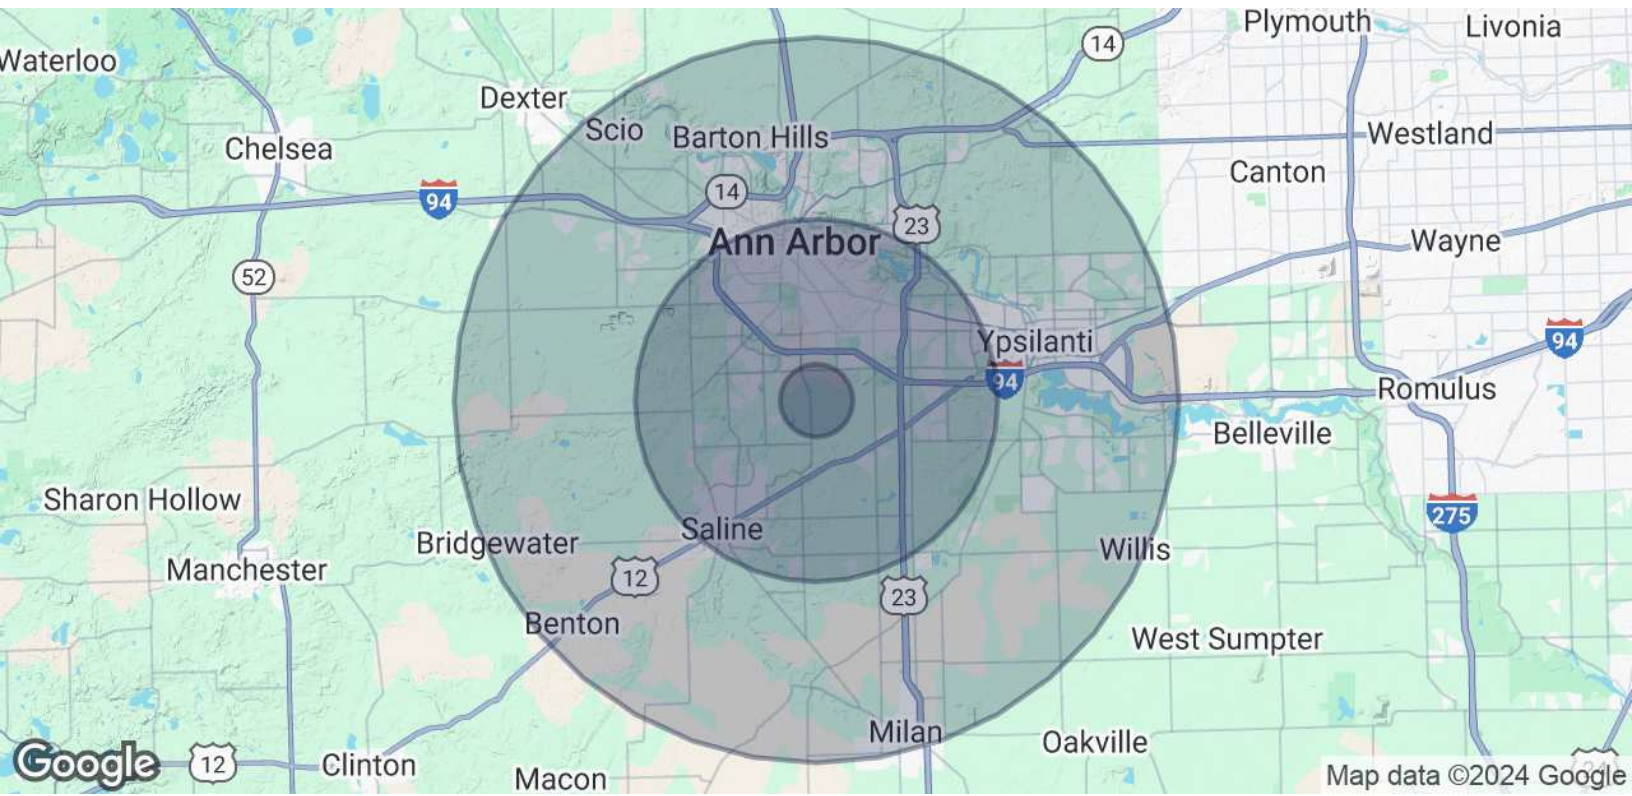 Plymouth
Livonia
14
Waterloo
Dexter
Scio
Barton Hills
Westland
Chelsea
Canton
14
94
23
Ann Arbor
Wayne
52
Ypsilanti
94
94
Romulus
Belleville
Sharon Hollow
275
Saline
Bridgewater
Willis
Manchester
12
23
Benton
West Sumpter
Milan
Oakville
Google
12
Clinton
Macon
Map data ©2024 Google